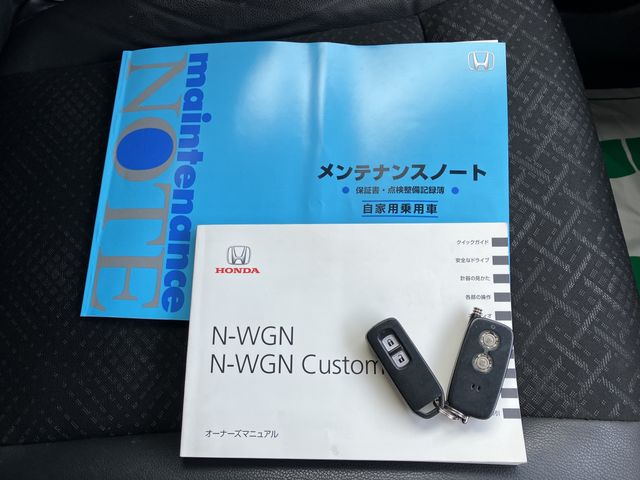 maintenance
NOTE
メンテナンスノート
保証書・点検整備記録簿
自家用乗用車
HONDA
クイックガイド
安全なドライブ
計器の見かた
各部の操作
N-WGN
N-WGN Custom
オーナーズマニュアル